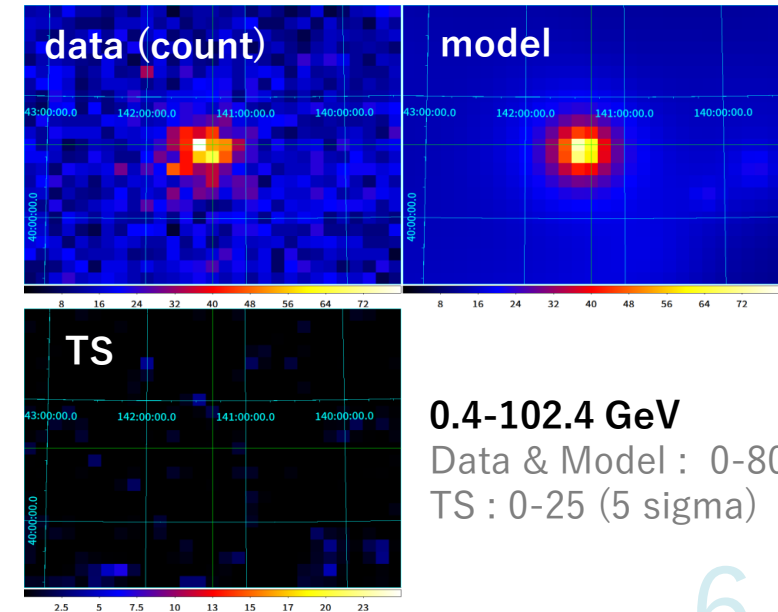 data (count)
model
43:00:00.0 142:00:00.0 141:00:00.0 140:00:00.0
43:00:00.0 142:00:00.0 141:00:00.0 140:00:00.0
40:00:00.0
40:00:00.0
8 16 24 32 40 48 56 64 72
8 16 24 32 40 48 56 64 72
TS
43:00:00.0 142:00:00.0 141:00:00.0 140:00:00.0
40:00:00.0
2.5 5 7.5 10 13 15 17 20 23
0.4-102.4 GeV
Data & Model : 0-80
TS : 0-25 (5 sigma)
6